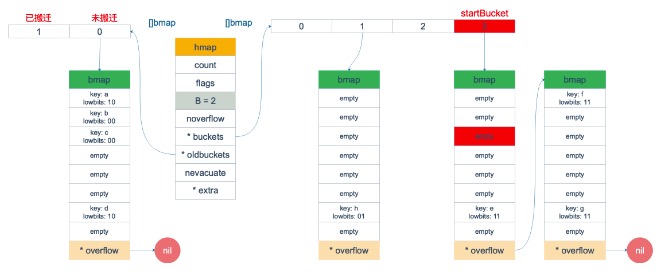 已搬迁 未搬迁
1 0
[]bmap
[]bmap
startBucket
0 1 2
hmap
count
flags
B = 2
noverflow
* buckets
* oldbuckets
nevacuate
* extra
bmap
key: a
lowbits: 10
key: b
lowbits: 00
key: c
lowbits: 00
empty
empty
empty
key: d
lowbits: 10
empty
* overflow
nil
bmap
empty
empty
empty
empty
empty
empty
key: h
lowbits: 01
empty
* overflow
bmap
empty
empty
empty
empty
empty
key: e
lowbits: 11
empty
* overflow
bmap
key: f
lowbits: 11
empty
empty
empty
empty
empty
key: g
lowbits: 11
empty
* overflow
nil